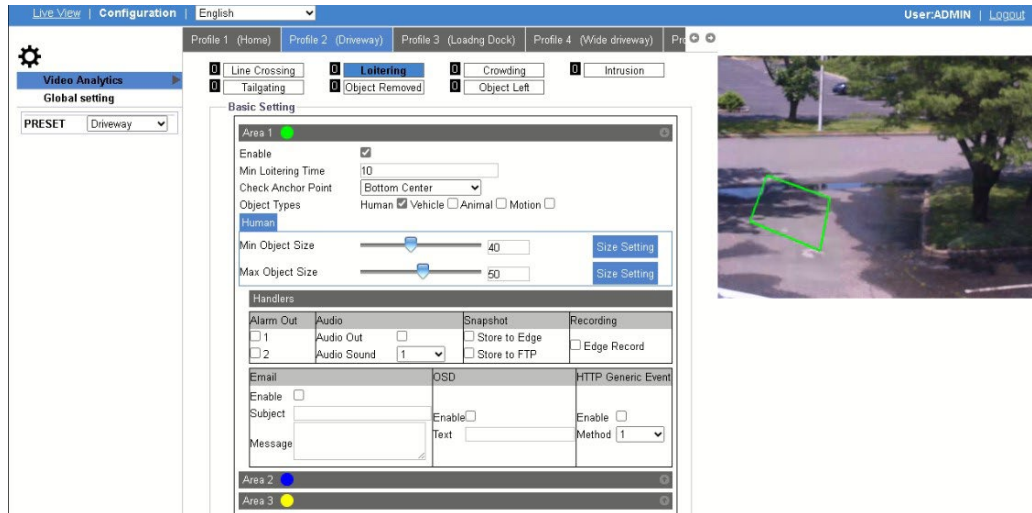 Live View | Configuration | English User:ADMIN | Logout
Profile 1 (Home) Profile 2 (Driveway) Profile 3 (Loadng Dock) Profile 4 (Wide driveway)
Video Analytics
Global setting
PRESET Driveway
0 Line Crossing 0 Loitering 0 Crowding 0 Intrusion
0 Tailgating 0 Object Removed 0 Object Left
Basic Setting
Area 1
Enable
Min Loitering Time 10
Check Anchor Point Bottom Center
Object Types Human Vehicle Animal Motion
Human
Min Object Size 40 Size Setting
Max Object Size 50 Size Setting
Handlers
Alarm Out Audio Snapshot Recording
1 Audio Out Store to Edge Edge Record
2 Audio Sound 1 Store to FTP
Email OSD HTTP Generic Event
Enable
Subject Enable Enable
Text Method 1
Message
Area 2
Area 3